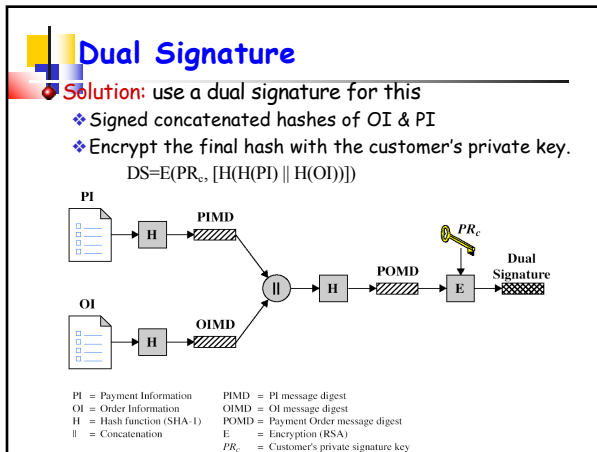 Dual Signature
Solution: use a dual signature for this
❖Signed concatenated hashes of OI & PI
❖Encrypt the final hash with the customer's private key.
DS=E(PRc, [H(H(PI) || H(OI))])
PI
H
PIMD
PRc
||
H
POMD
E
Dual
Signature
OI
H
OIMD
PI = Payment Information
OI = Order Information
H = Hash function (SHA-1)
|| = Concatenation
PIMD = PI message digest
OIMD = OI message digest
POMD = Payment Order message digest
E = Encryption (RSA)
PRc = Customer's private signature key